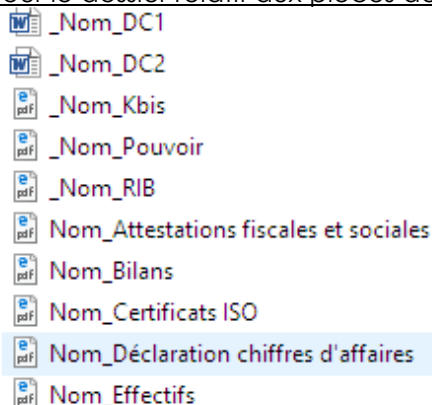 _Nom_DC1
_Nom_DC2
_Nom_Kbis
_Nom_Pouvoir
_Nom_RIB
Nom_Attestations fiscales et sociales
Nom_Bilans
Nom_Certificats ISO
Nom_Déclaration chiffres d'affaires
Nom_Effectifs